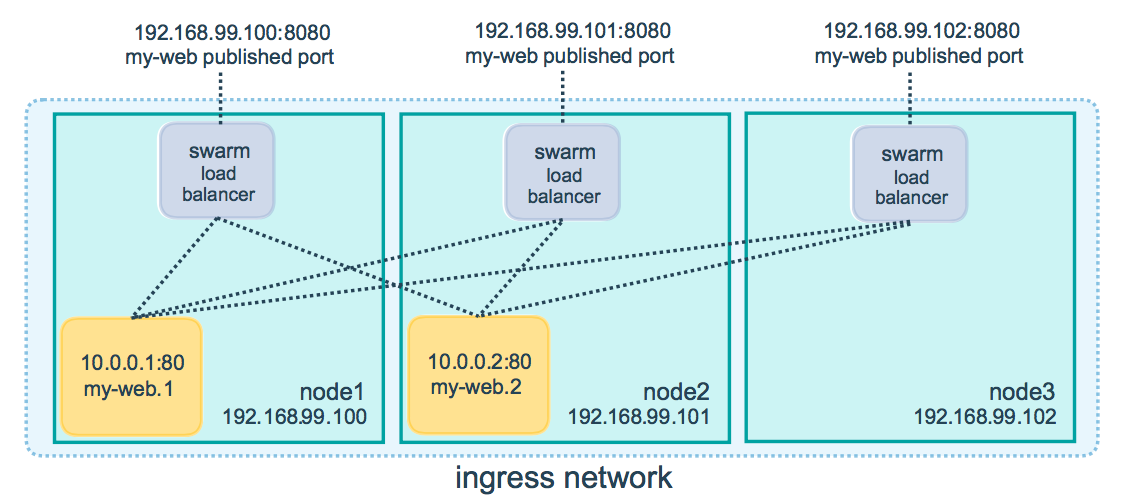 192.168.99.100:8080
my-web published port
192.168.99.101:8080
my-web published port
192.168.99.102:8080
my-web published port
swarm
load
balancer
swarm
load
balancer
swarm
load
balancer
10.0.0.1:80
my-web.1
node1
192.168.99.100
10.0.0.2:80
my-web.2
node2
192.168.99.101
node3
192.168.99.102
ingress network